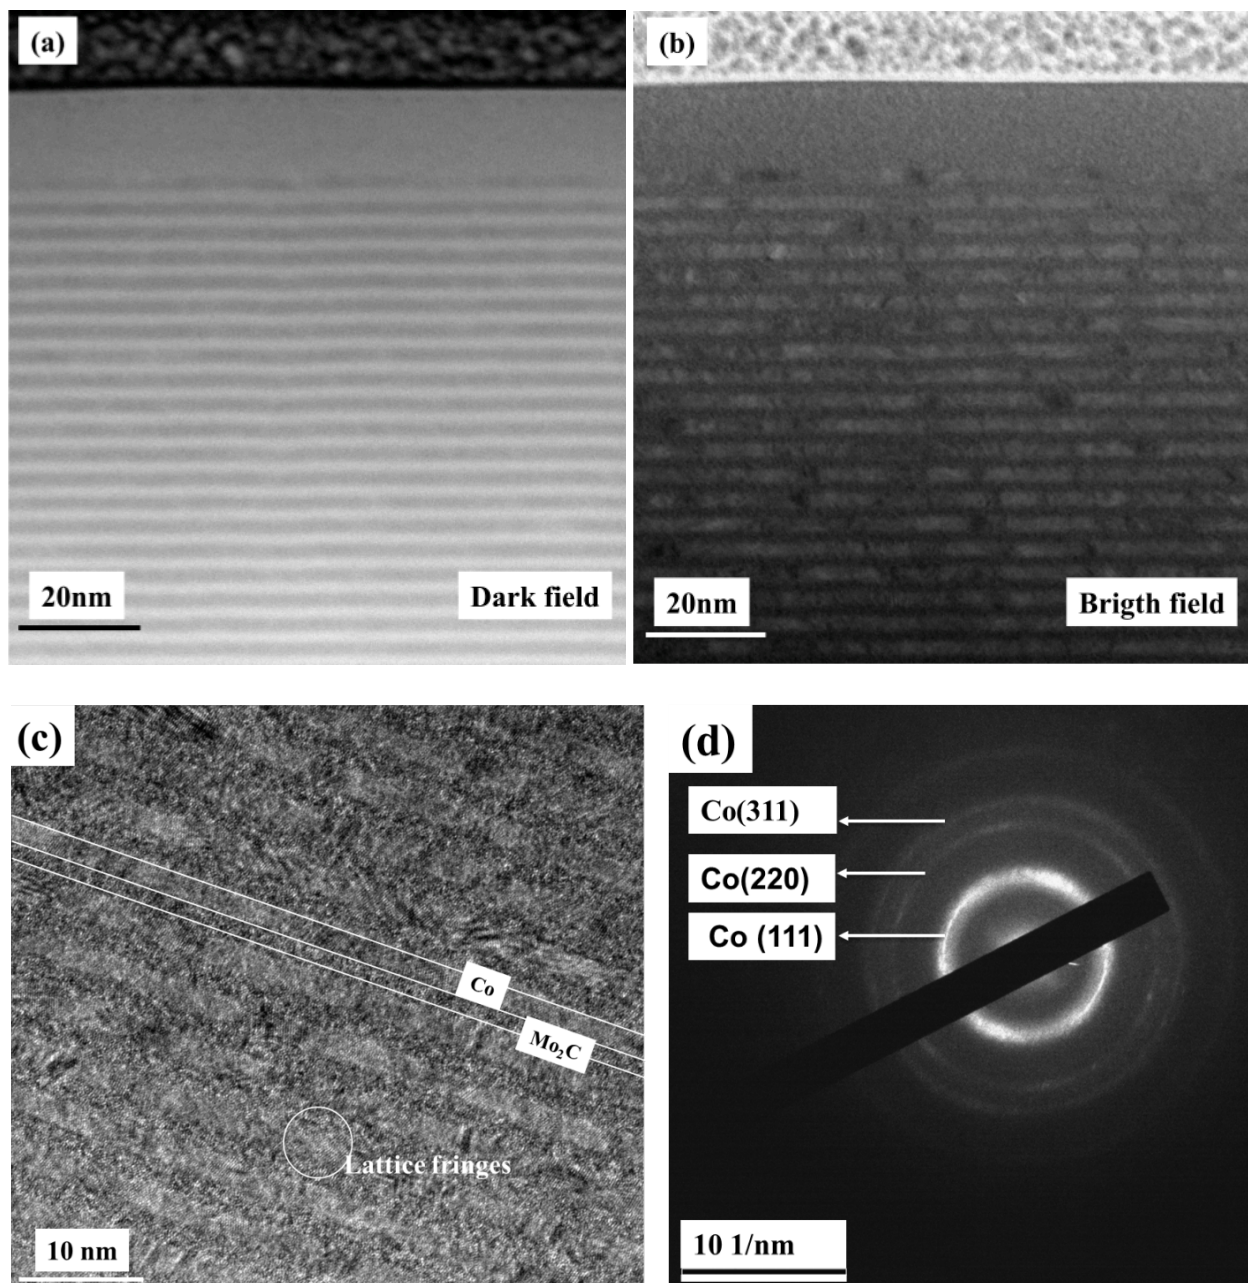 (a)
(b)
20nm
Dark field
20nm
Brigth field
(c)
Co
Mo₂C
Lattice fringes
10 nm
(d)
Co(311)
Co(220)
Co (111)
10 1/nm